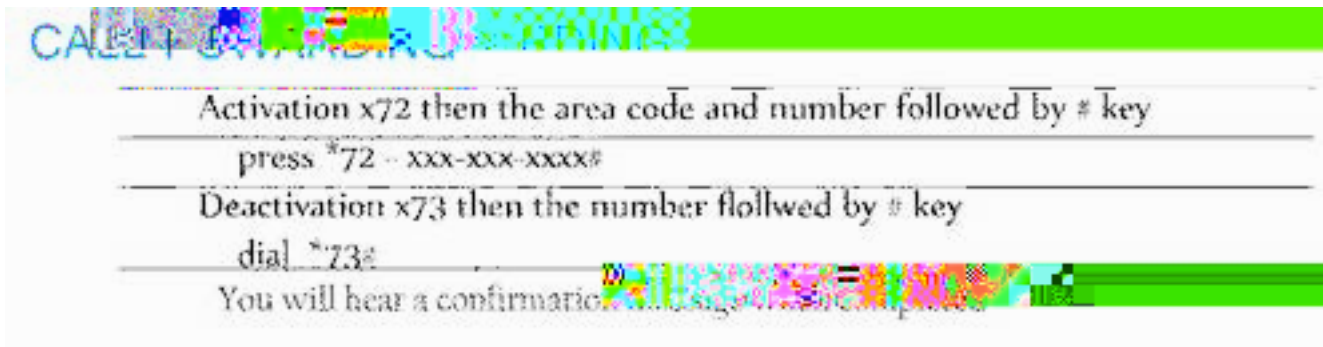 Activation x72 then the area code and number followed by # key
press *72 - xxx-xxx-xxxx#
Deactivation x73 then the number flollwed by # key
dial *73#
You will hear a